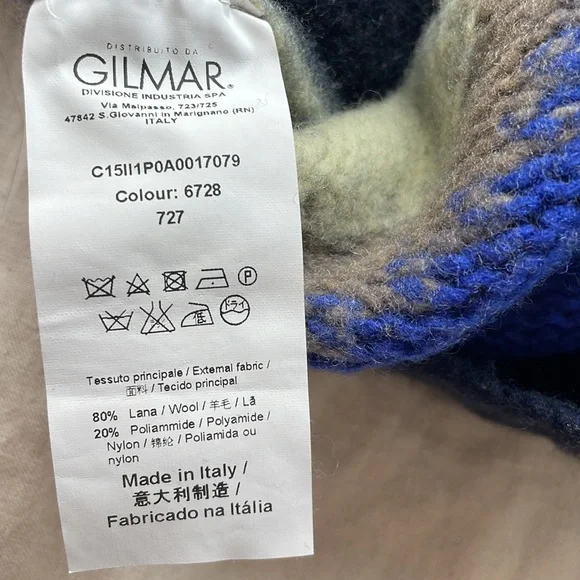 DISTRIBUITO DA
GILMAR®
DIVISIONE INDUSTRIA SPA
Via Malpasso, 723/725
47842 S.Giovanni in Marignano (RN)
ITALY
C15II1P0A0017079
Colour: 6728
727
P
低 ドライ
Tessuto principale / External fabric /
面料 / Tecido principal
80% Lana / Wool / 羊毛 / Lã
20% Poliammide / Polyamide /
Nylon / 锦纶 / Poliamida ou
nylon
Made in Italy /
意大利制造 /
Fabricado na Itália